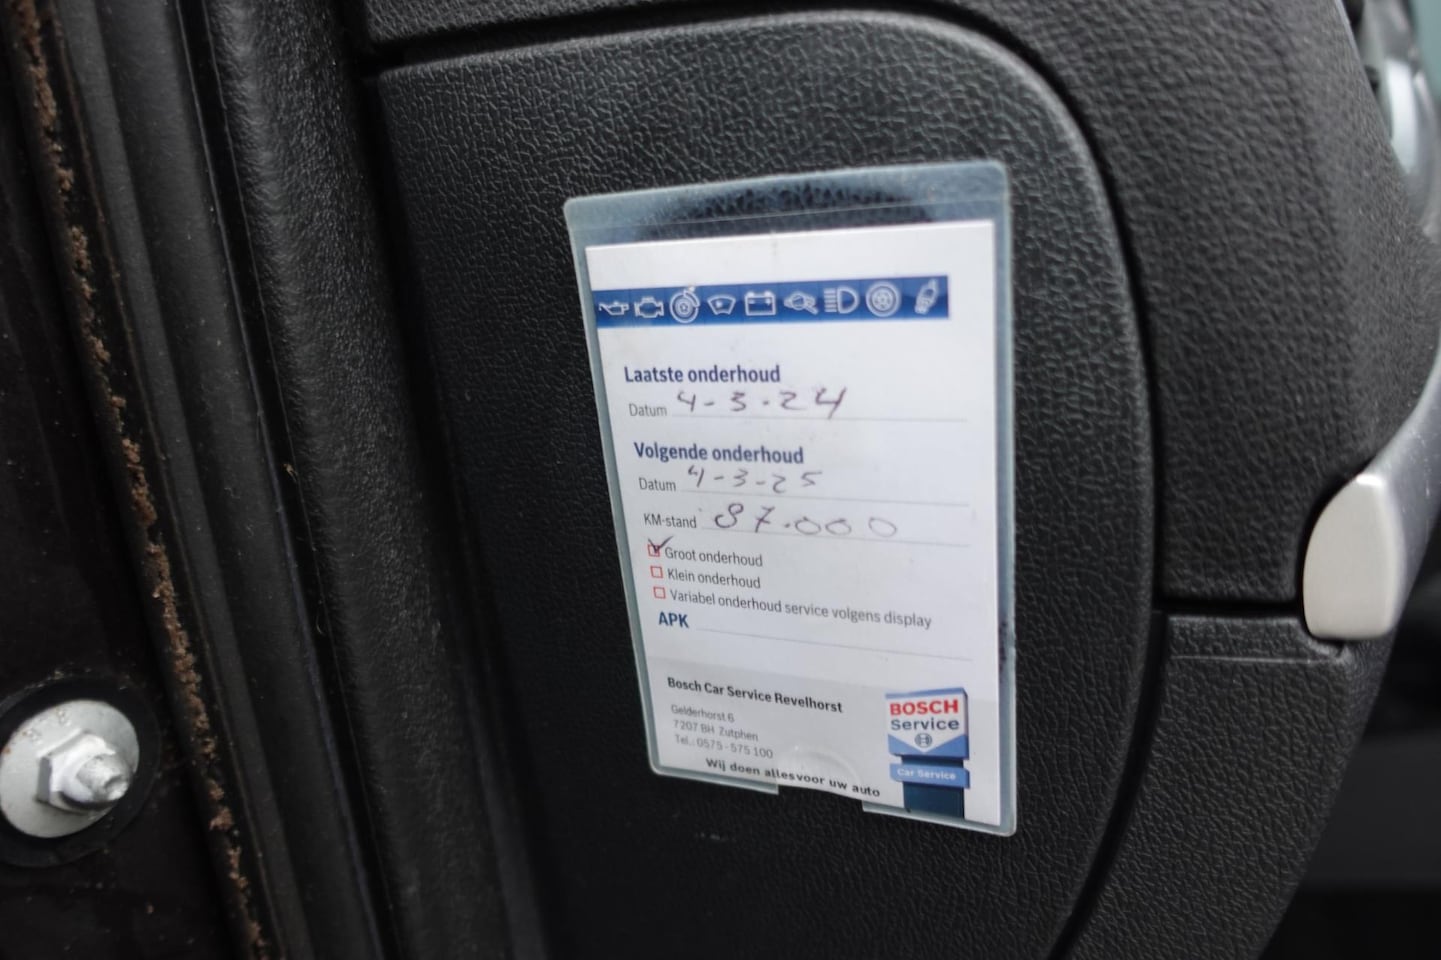 Laatste onderhoud
Datum 4-3-24
Volgende onderhoud
Datum 4-3-25
KM-stand 87.000
Groot onderhoud
Klein onderhoud
Variabel onderhoud service volgens display
APK
Bosch Car Service Revelhorst
Gelderhorst 6
7207 BH Zutphen
Tel.: 0575 - 575 100
Wij doen allesvoor uw auto
BOSCH
Service
Car Service